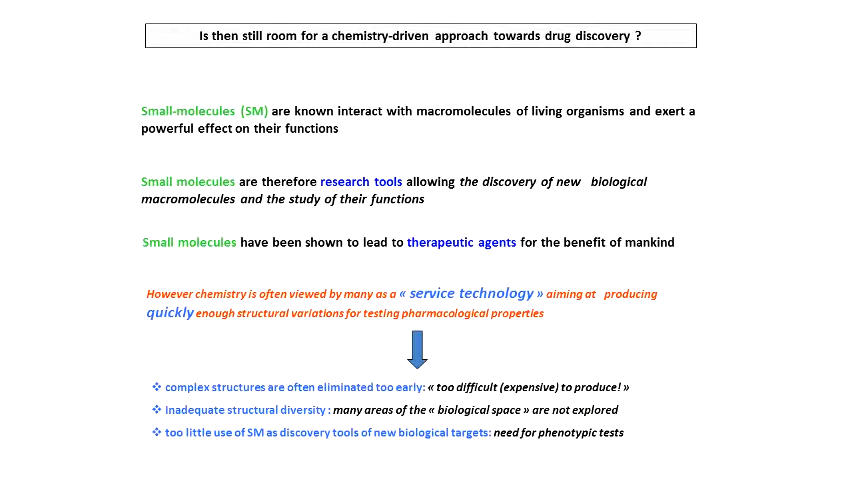 Is then still room for a chemistry-driven approach towards drug discovery ?
Small-molecules (SM) are known interact with macromolecules of living organisms and exert a
powerful effect on their functions
Small molecules are therefore research tools allowing the discovery of new biological
macromolecules and the study of their functions
Small molecules have been shown to lead to therapeutic agents for the benefit of mankind
However chemistry is often viewed by many as a « service technology » aiming at producing
quickly enough structural variations for testing pharmacological properties
❖ complex structures are often eliminated too early: « too difficult (expensive) to produce! »
❖ Inadequate structural diversity : many areas of the « biological space » are not explored
❖ too little use of SM as discovery tools of new biological targets: need for phenotypic tests